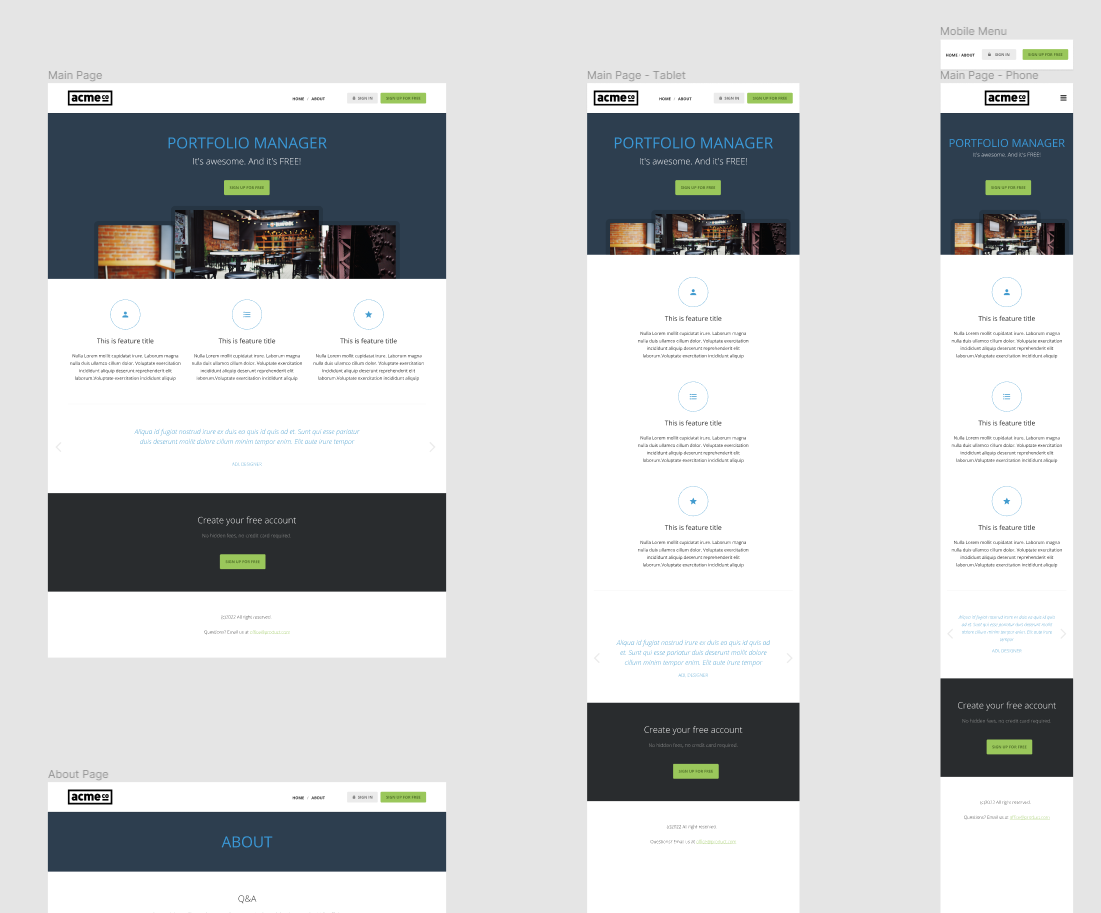 Main Page
acme co
HOME / ABOUT
SIGN IN
SIGN UP FOR FREE
PORTFOLIO MANAGER
It's awesome. And it's FREE!
SIGN UP FOR FREE
This is feature title
Nulla Lorem mollit cupidatat irure. Laborum magna
nulla duis ullamco cillum dolor. Voluptate exercitation
incididunt aliquip deserunt reprehenderit elit
laborum.Voluptate exercitation incididunt aliquip
This is feature title
Nulla Lorem mollit cupidatat irure. Laborum magna
nulla duis ullamco cillum dolor. Voluptate exercitation
incididunt aliquip deserunt reprehenderit elit
laborum.Voluptate exercitation incididunt aliquip
This is feature title
Nulla Lorem mollit cupidatat irure. Laborum magna
nulla duis ullamco cillum dolor. Voluptate exercitation
incididunt aliquip deserunt reprehenderit elit
laborum.Voluptate exercitation incididunt aliquip
Aliqua id fugiat nostrud irure ex duis ea quis id quis ad et. Sunt qui esse pariatur
duis deserunt mollit dolore cillum minim tempor enim. Elit aute irure tempor
ADI, DESIGNER
Create your free account
No hidden fees, no credit card required.
SIGN UP FOR FREE
(c)2022 All right reserved.
Questions? Email us at
About Page
acme co
HOME / ABOUT
SIGN IN
SIGN UP FOR FREE
ABOUT
Q&A
Main Page - Tablet
acme co
HOME / ABOUT
SIGN IN
SIGN UP FOR FREE
PORTFOLIO MANAGER
It's awesome. And it's FREE!
SIGN UP FOR FREE
This is feature title
Nulla Lorem mollit cupidatat irure. Laborum magna
nulla duis ullamco cillum dolor. Voluptate exercitation
incididunt aliquip deserunt reprehenderit elit
laborum.Voluptate exercitation incididunt aliquip
This is feature title
Nulla Lorem mollit cupidatat irure. Laborum magna
nulla duis ullamco cillum dolor. Voluptate exercitation
incididunt aliquip deserunt reprehenderit elit
laborum.Voluptate exercitation incididunt aliquip
This is feature title
Nulla Lorem mollit cupidatat irure. Laborum magna
nulla duis ullamco cillum dolor. Voluptate exercitation
incididunt aliquip deserunt reprehenderit elit
laborum.Voluptate exercitation incididunt aliquip
Aliqua id fugiat nostrud irure ex duis ea quis id quis ad
et. Sunt qui esse pariatur duis deserunt mollit dolore
cillum minim tempor enim. Elit aute irure tempor
ADI, DESIGNER
Create your free account
No hidden fees, no credit card required.
SIGN UP FOR FREE
(c)2022 All right reserved.
Questions? Email us at
Mobile Menu
HOME / ABOUT
SIGN IN
SIGN UP FOR FREE
Main Page - Phone
acme co
PORTFOLIO MANAGER
It's awesome. And it's FREE!
SIGN UP FOR FREE
This is feature title
Nulla Lorem mollit cupidatat irure. Laborum magna
nulla duis ullamco cillum dolor. Voluptate exercitation
incididunt aliquip deserunt reprehenderit elit
laborum.Voluptate exercitation incididunt aliquip
This is feature title
Nulla Lorem mollit cupidatat irure. Laborum magna
nulla duis ullamco cillum dolor. Voluptate exercitation
incididunt aliquip deserunt reprehenderit elit
laborum.Voluptate exercitation incididunt aliquip
This is feature title
Nulla Lorem mollit cupidatat irure. Laborum magna
nulla duis ullamco cillum dolor. Voluptate exercitation
incididunt aliquip deserunt reprehenderit elit
laborum.Voluptate exercitation incididunt aliquip
Aliqua id fugiat nostrud irure ex duis ea quis id quis
ad et. Sunt qui esse pariatur duis deserunt mollit
dolore cillum minim tempor enim. Elit aute irure
tempor
ADI, DESIGNER
Create your free account
No hidden fees, no credit card required.
SIGN UP FOR FREE
(c)2022 All right reserved.
Questions? Email us at